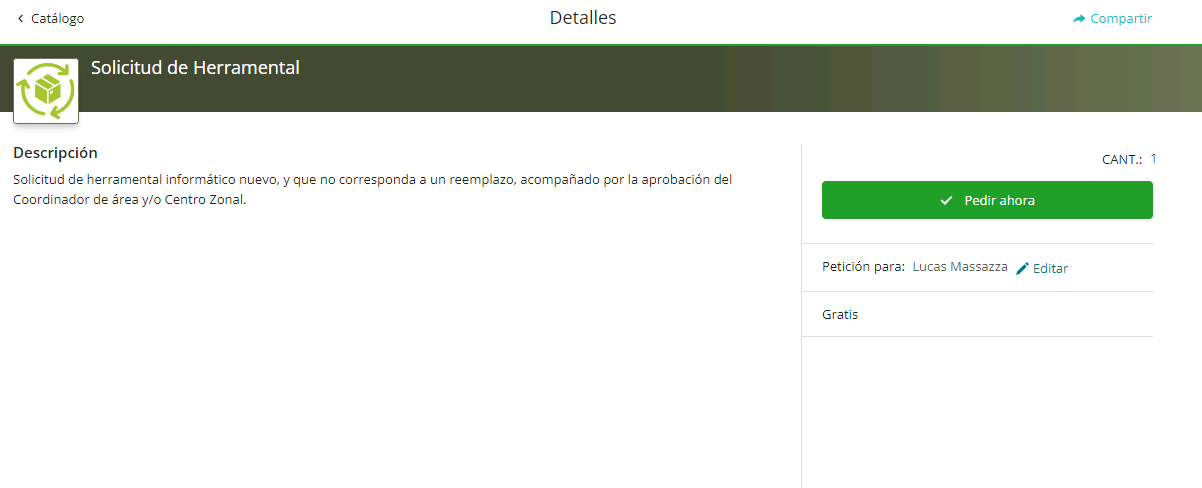 Catálogo
Detalles
Compartir
Solicitud de Herramental
Descripción
Solicitud de herramental informático nuevo, y que no corresponda a un reemplazo, acompañado por la aprobación del
Coordinador de área y/o Centro Zonal.
CANT.: 1
Pedir ahora
Petición para: Lucas Massazza Editar
Gratis